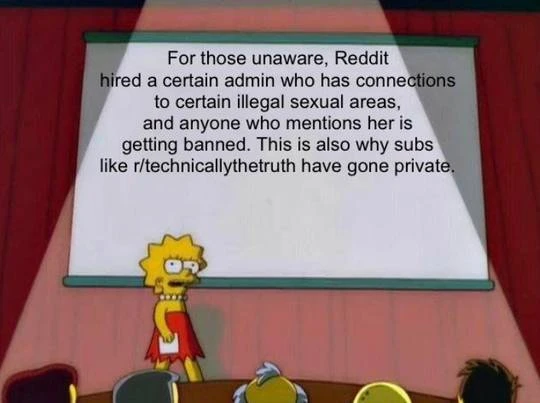 For those unaware, Reddit
hired a certain admin who has connections
to certain illegal sexual areas,
and anyone who mentions her is
getting banned. This is also why subs
like r/technicallythetruth have gone private.